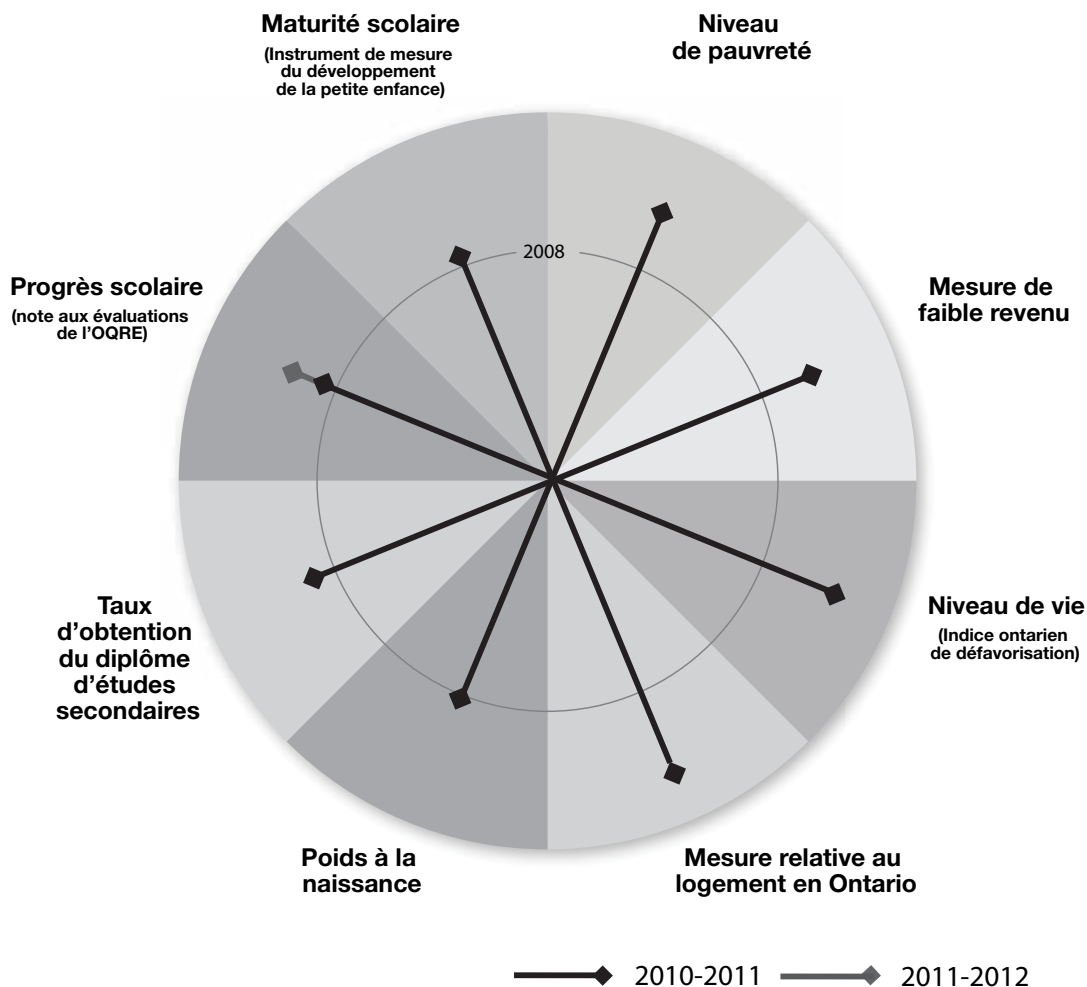 Maturité scolaire
(Instrument de mesure
du développement
de la petite enfance)
Niveau
de pauvreté
2008
Progrès scolaire
(note aux évaluations
de l'OQRE)
Mesure de
faible revenu
Taux
d'obtention
du diplôme
d'études
secondaires
Niveau de vie
(Indice ontarien
de défavorisation)
Poids à la
naissance
Mesure relative au
logement en Ontario
2010-2011
2011-2012